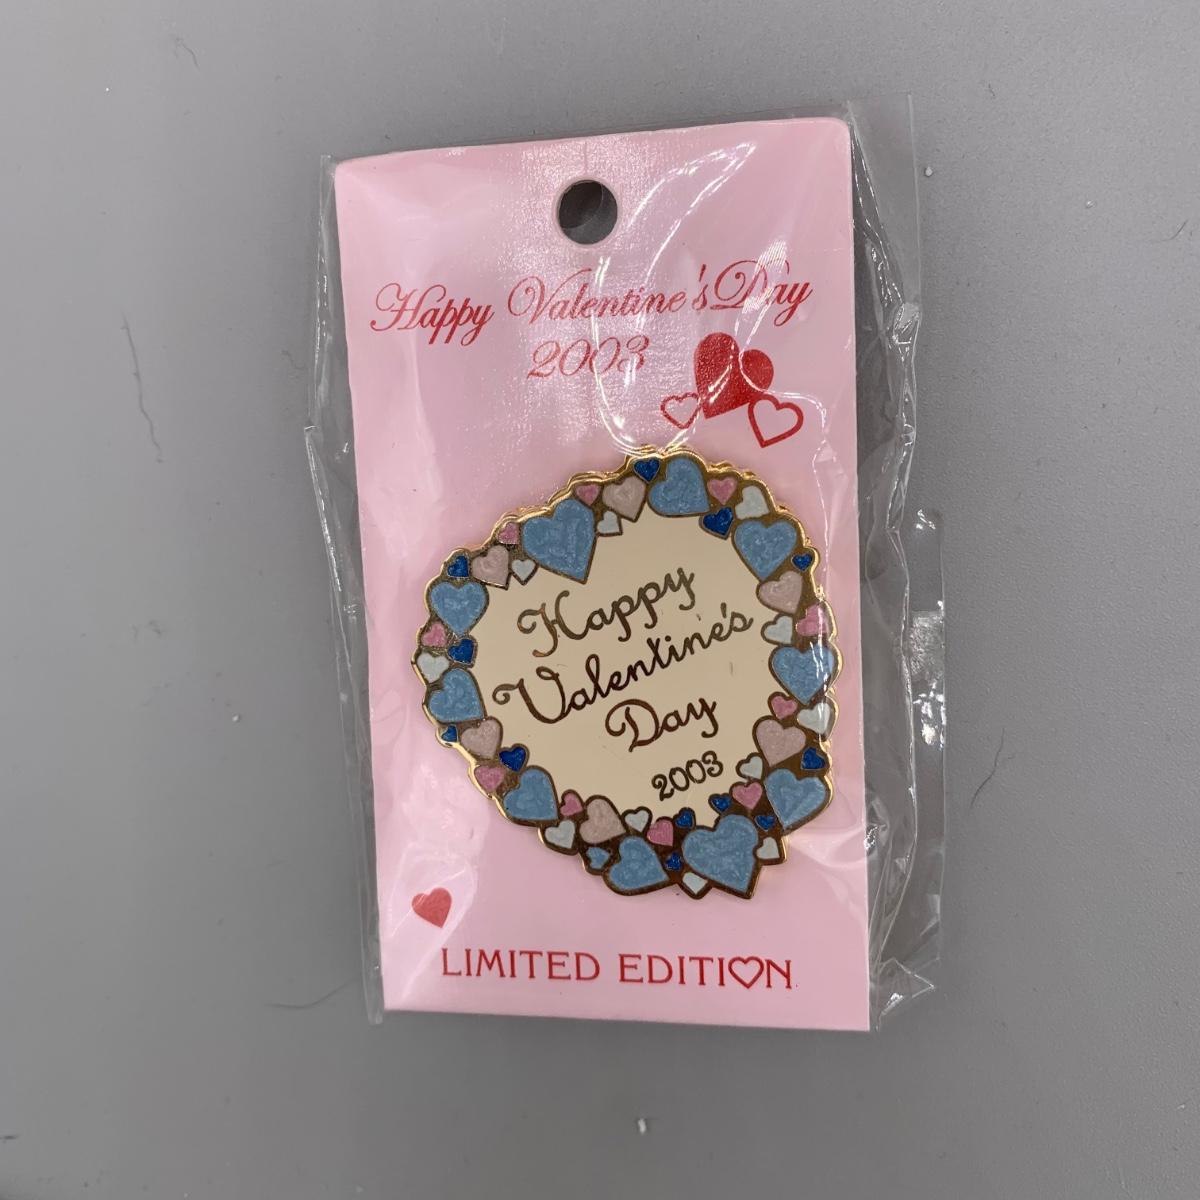 Happy Valentine's Day
2003
Happy
Valentine's
Day
2003
LIMITED EDITION